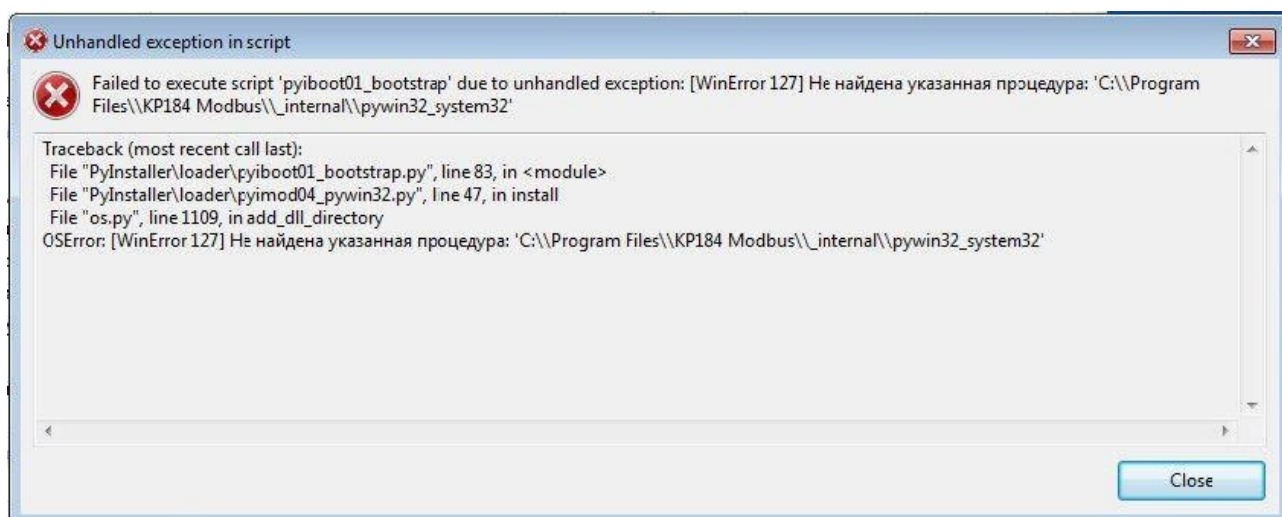 Unhandled exception in script
Failed to execute script 'pyiboot01_bootstrap' due to unhandled exception: [WinError 127] Не найдена указанная процедура: 'C:\\Program
Files\\KP184 Modbus\\_internal\\pywin32_system32'
Traceback (most recent call last):
File "PyInstaller\loader\pyiboot01_bootstrap.py", line 83, in <module>
File "PyInstaller\loader\pyimod04_pywin32.py", line 47, in install
File "os.py", line 1109, in add_dll_directory
OSError: [WinError 127] Не найдена указанная процедура: 'C:\\Program Files\\KP184 Modbus\\_internal\\pywin32_system32'
Close